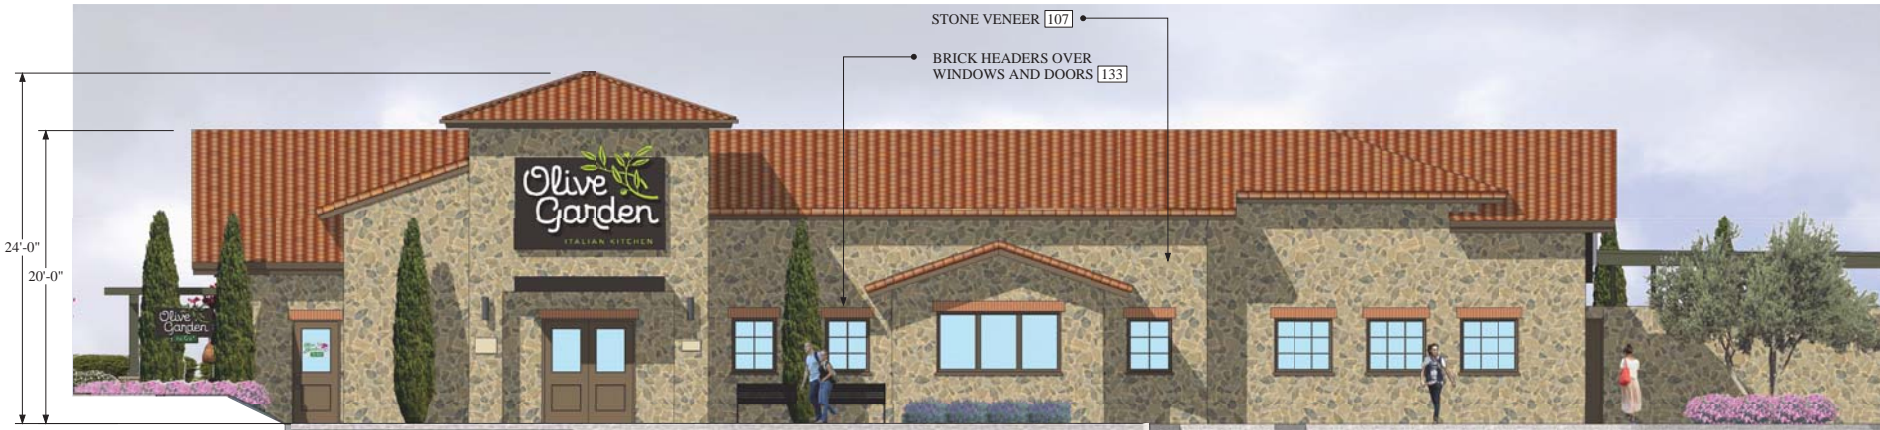 STONE VENEER 107
BRICK HEADERS OVER
WINDOWS AND DOORS 133
24'-0"
20'-0"
Olive
Garden
ITALIAN KITCHEN
Olive
Garden